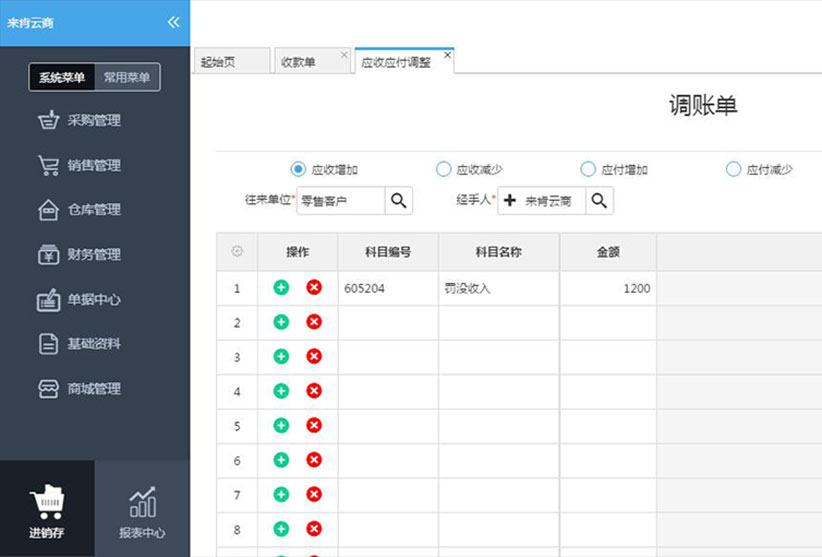 来肯云商
系统菜单 常用菜单
采购管理
销售管理
仓库管理
财务管理
单据中心
基础资料
商城管理
进销存 报表中心
起始页 收款单 应收应付调整
调账单
应收增加 应收减少 应付增加 应付减少
往来单位* 零售客户 经手人* 来肯云商
操作 科目编号 科目名称 金额
1 605204 罚没收入 1200
2
3
4
5
6
7
8